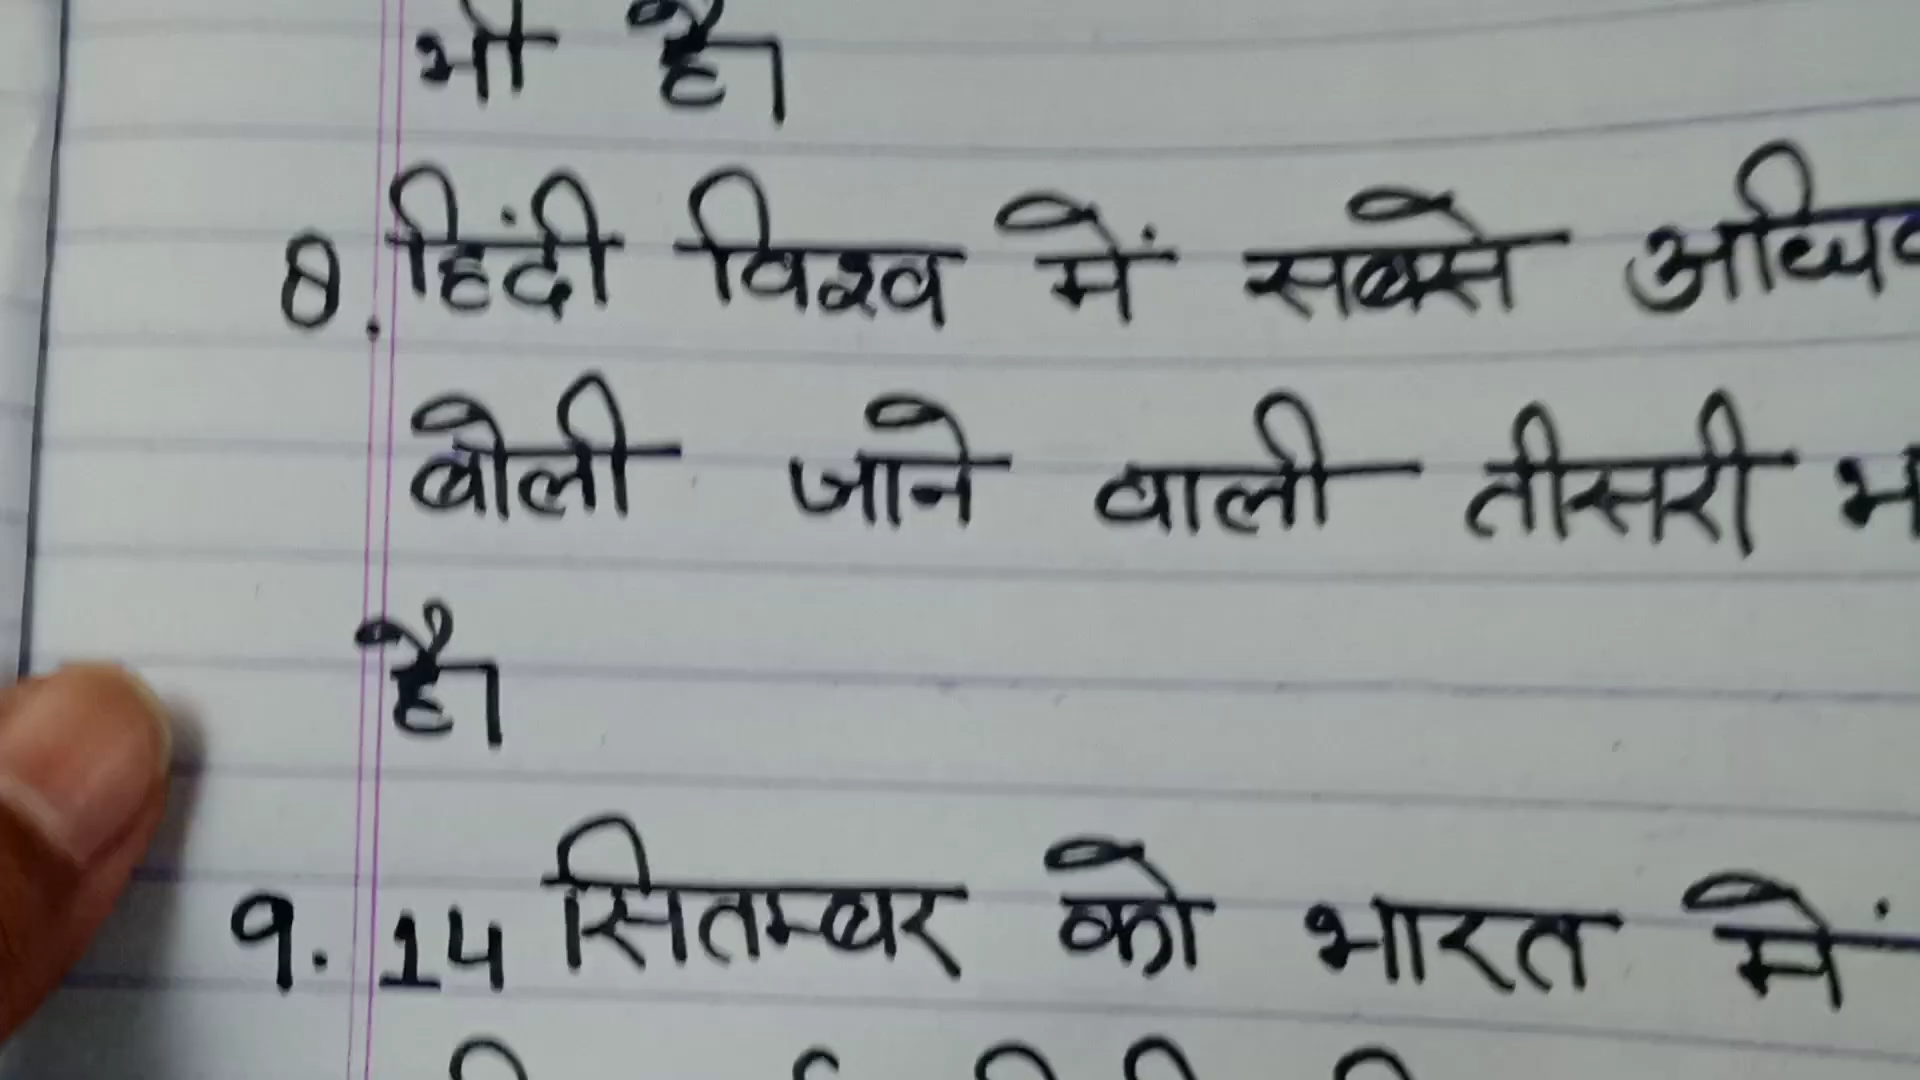 भी है।
8. हिंदी विश्व में सबसे
बोली जाने वाली तीसरी
है।
9. 14 सितम्बर को भारत में